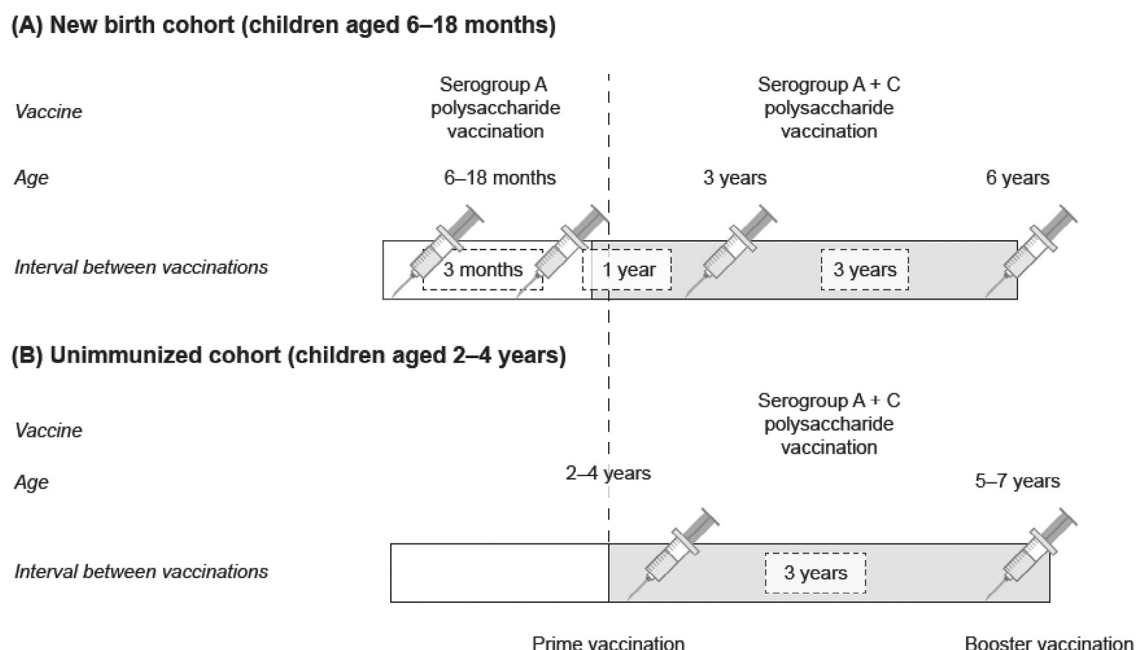 (A) New birth cohort (children aged 6–18 months)
Vaccine
Serogroup A
polysaccharide
vaccination
Serogroup A + C
polysaccharide
vaccination
Age
6–18 months
3 years
6 years
Interval between vaccinations
3 months
1 year
3 years
(B) Unimmunized cohort (children aged 2–4 years)
Vaccine
Serogroup A + C
polysaccharide
vaccination
Age
2–4 years
5–7 years
Interval between vaccinations
3 years
Prime vaccination
Booster vaccination